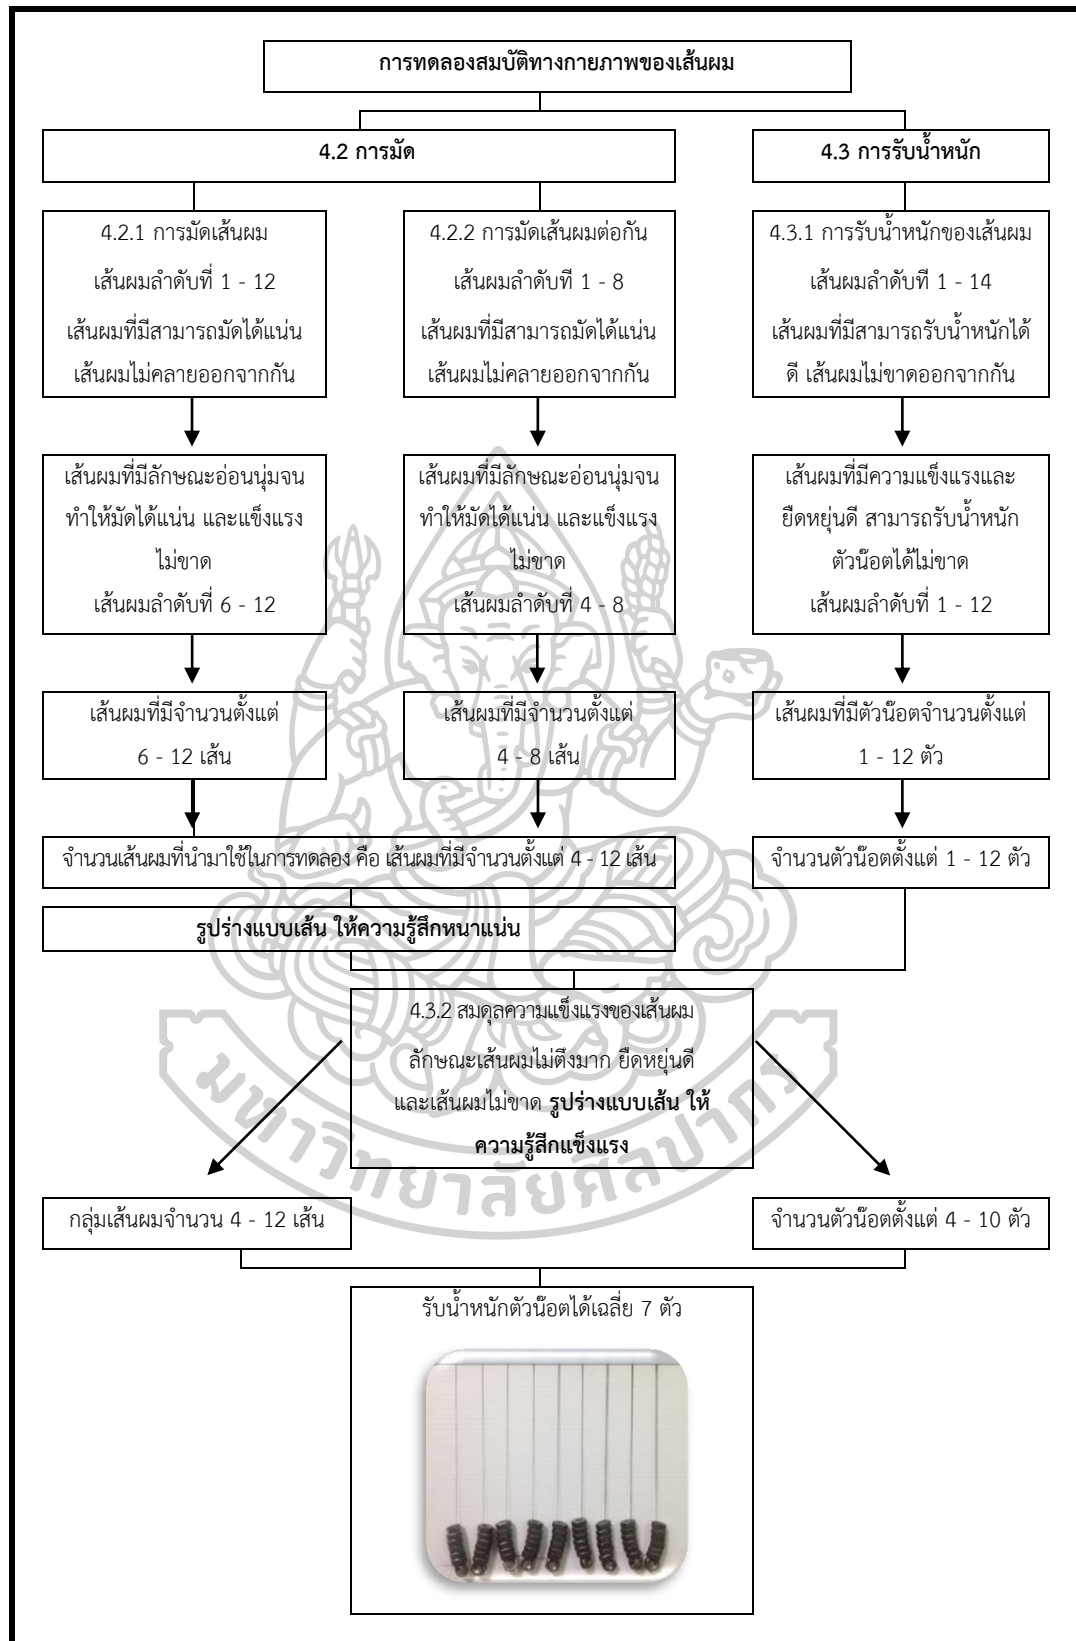 การทดลองสมบัติทางกายภาพของเส้นผม
4.2 การมัด
4.3 การรับน้ำหนัก
4.2.1 การมัดเส้นผม
เส้นผมลำดับที่ 1 - 12
เส้นผมที่มีสามารถมัดได้แน่น
เส้นผมไม่คลายออกจากกัน
4.2.2 การมัดเส้นผมต่อกัน
เส้นผมลำดับที 1 - 8
เส้นผมที่มีสามารถมัดได้แน่น
เส้นผมไม่คลายออกจากกัน
4.3.1 การรับน้ำหนักของเส้นผม
เส้นผมลำดับที 1 - 14
เส้นผมที่มีสามารถรับน้ำหนักได้
ดี เส้นผมไม่ขาดออกจากกัน
เส้นผมที่มีลักษณะอ่อนนุ่มจน
ทำให้มัดได้แน่น และแข็งแรง
ไม่ขาด
เส้นผมลำดับที่ 6 - 12
เส้นผมที่มีลักษณะอ่อนนุ่มจน
ทำให้มัดได้แน่น และแข็งแรง
ไม่ขาด
เส้นผมลำดับที่ 4 - 8
เส้นผมที่มีความแข็งแรงและ
ยืดหยุ่นดี สามารถรับน้ำหนัก
ตัวน๊อตได้ไม่ขาด
เส้นผมลำดับที่ 1 - 12
เส้นผมที่มีจำนวนตั้งแต่
6 - 12 เส้น
เส้นผมที่มีจำนวนตั้งแต่
4 - 8 เส้น
เส้นผมที่มีตัวน๊อตจำนวนตั้งแต่
1 - 12 ตัว
จำนวนเส้นผมที่นำมาใช้ในการทดลอง คือ เส้นผมที่มีจำนวนตั้งแต่ 4 - 12 เส้น
จำนวนตัวน๊อตตั้งแต่ 1 - 12 ตัว
รูปร่างแบบเส้น ให้ความรู้สึกหนาแน่น
4.3.2 สมดุลความแข็งแรงของเส้นผม
ลักษณะเส้นผมไม่ตึงมาก ยืดหยุ่นดี
และเส้นผมไม่ขาด รูปร่างแบบเส้น ให้
ความรู้สึกแข็งแรง
กลุ่มเส้นผมจำนวน 4 - 12 เส้น
จำนวนตัวน๊อตตั้งแต่ 4 - 10 ตัว
มหาวิทยาลัยศิลปากร
รับน้ำหนักตัวน๊อตได้เฉลี่ย 7 ตัว